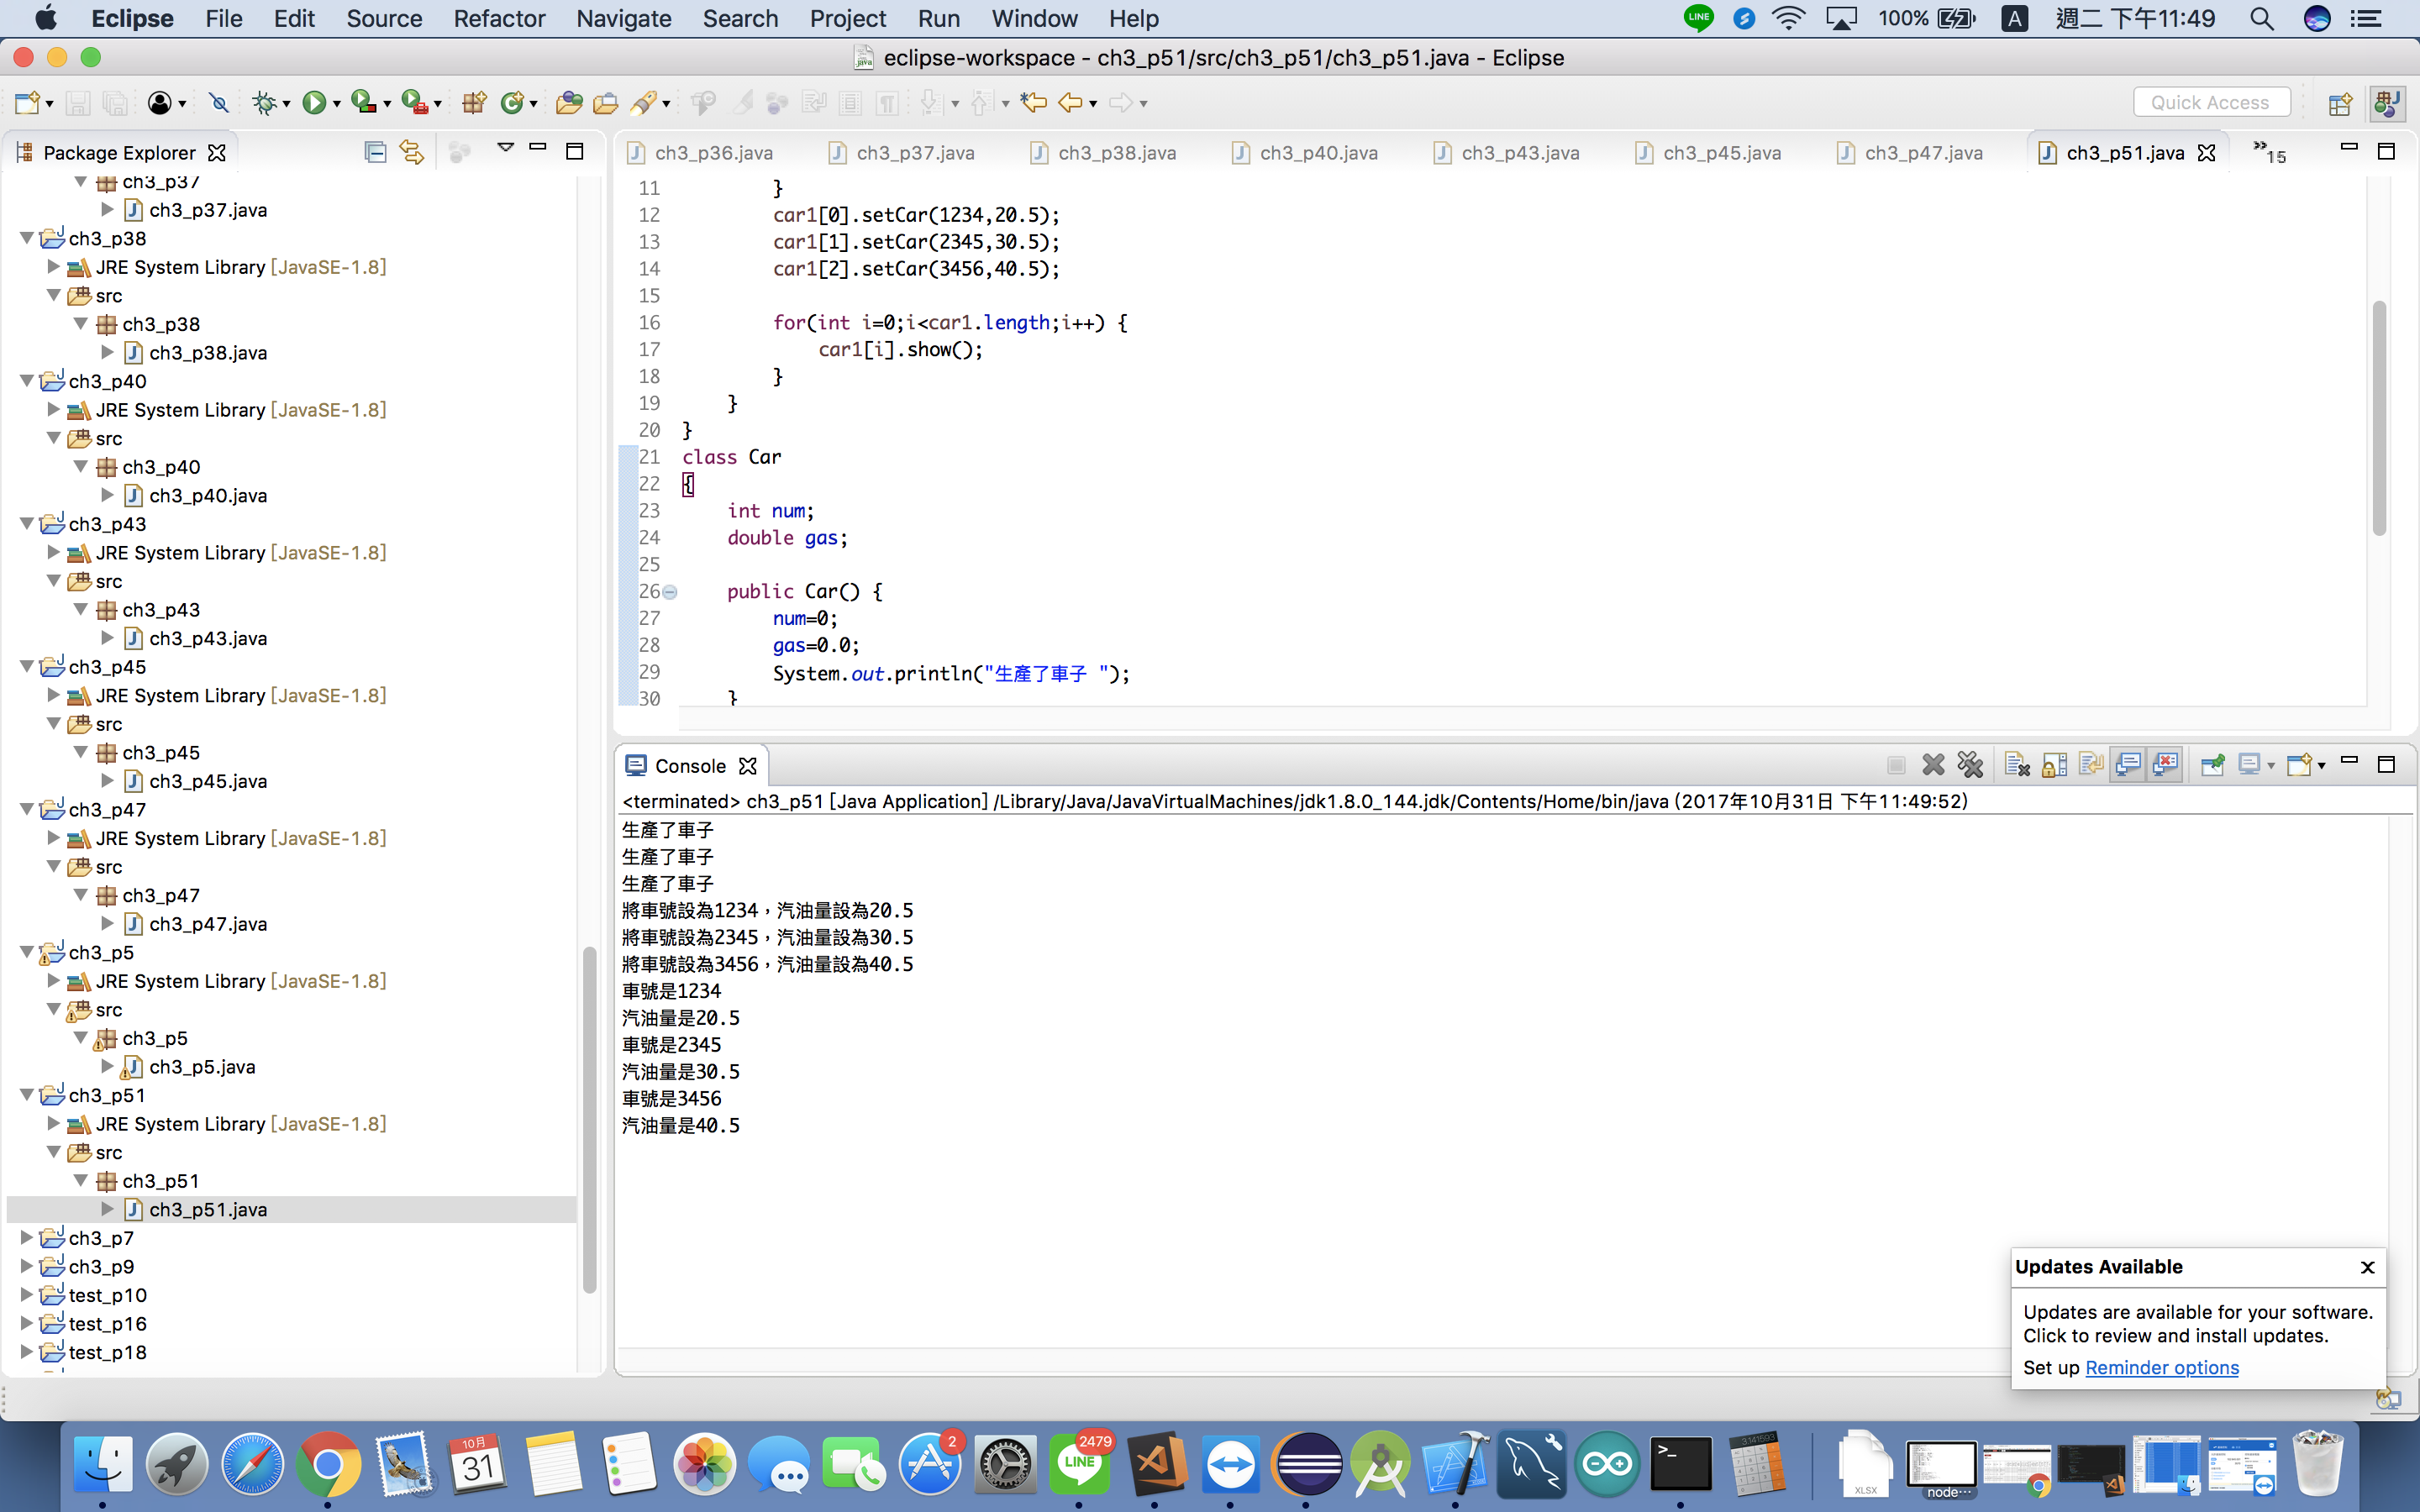 Eclipse File Edit Source Refactor Navigate Search Project Run Window Help LINE 100% A 週二 下午11:49
eclipse-workspace - ch3_p51/src/ch3_p51/ch3_p51.java - Eclipse
Quick Access
Package Explorer
ch3_p37
ch3_p37.java
ch3_p38
JRE System Library [JavaSE-1.8]
src
ch3_p38
ch3_p38.java
ch3_p40
JRE System Library [JavaSE-1.8]
src
ch3_p40
ch3_p40.java
ch3_p43
JRE System Library [JavaSE-1.8]
src
ch3_p43
ch3_p43.java
ch3_p45
JRE System Library [JavaSE-1.8]
src
ch3_p45
ch3_p45.java
ch3_p47
JRE System Library [JavaSE-1.8]
src
ch3_p47
ch3_p47.java
ch3_p5
JRE System Library [JavaSE-1.8]
src
ch3_p5
ch3_p5.java
ch3_p51
JRE System Library [JavaSE-1.8]
src
ch3_p51
ch3_p51.java
ch3_p7
ch3_p9
test_p10
test_p16
test_p18
ch3_p36.java ch3_p37.java ch3_p38.java ch3_p40.java ch3_p43.java ch3_p45.java ch3_p47.java ch3_p51.java »15
11 }
12 car1[0].setCar(1234,20.5);
13 car1[1].setCar(2345,30.5);
14 car1[2].setCar(3456,40.5);
15
16 for(int i=0;i<car1.length;i++) {
17 car1[i].show();
18 }
19 }
20 }
21 class Car
22 {
23 int num;
24 double gas;
25
26 public Car() {
27 num=0;
28 gas=0.0;
29 System.out.println("生產了車子 ");
30 }
Console
<terminated> ch3_p51 [Java Application] /Library/Java/JavaVirtualMachines/jdk1.8.0_144.jdk/Contents/Home/bin/java (2017年10月31日 下午11:49:52)
生產了車子
生產了車子
生產了車子
將車號設為1234，汽油量設為20.5
將車號設為2345，汽油量設為30.5
將車號設為3456，汽油量設為40.5
車號是1234
汽油量是20.5
車號是2345
汽油量是30.5
車號是3456
汽油量是40.5
Updates Available
Updates are available for your software.
Click to review and install updates.
Set up Reminder options
10月
31
2
2479
LINE
>_
3.141593
XLSX
node…